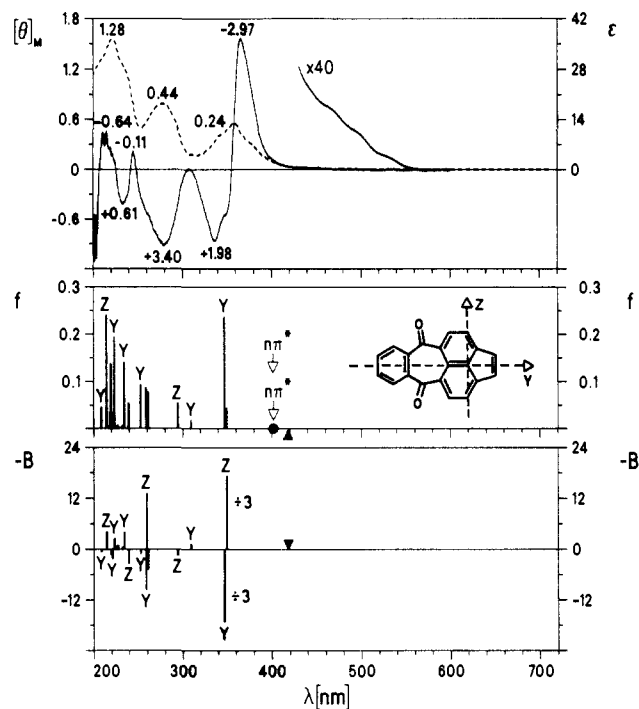 [θ]M ε
1.8 42
1.28 -2.97
1.2 28
x40
0.44
0.6 0.24 14
-0.64 -0.11
0 0
+0.61
-0.6
+3.40 +1.98
f 0.3 0.3 f
Z Y Y
O Z
0.2 nπ* 0.2
Y
nπ*
Y
0.1 Y Z Y 0.1
Y
O
24 24
-B -B
Z Z
12 ÷3 12
Z Y Y Y
0 0
Y Y Z Y Z
-12 Y ÷3 -12
Y
200 300 400 500 600 700
λ[nm]